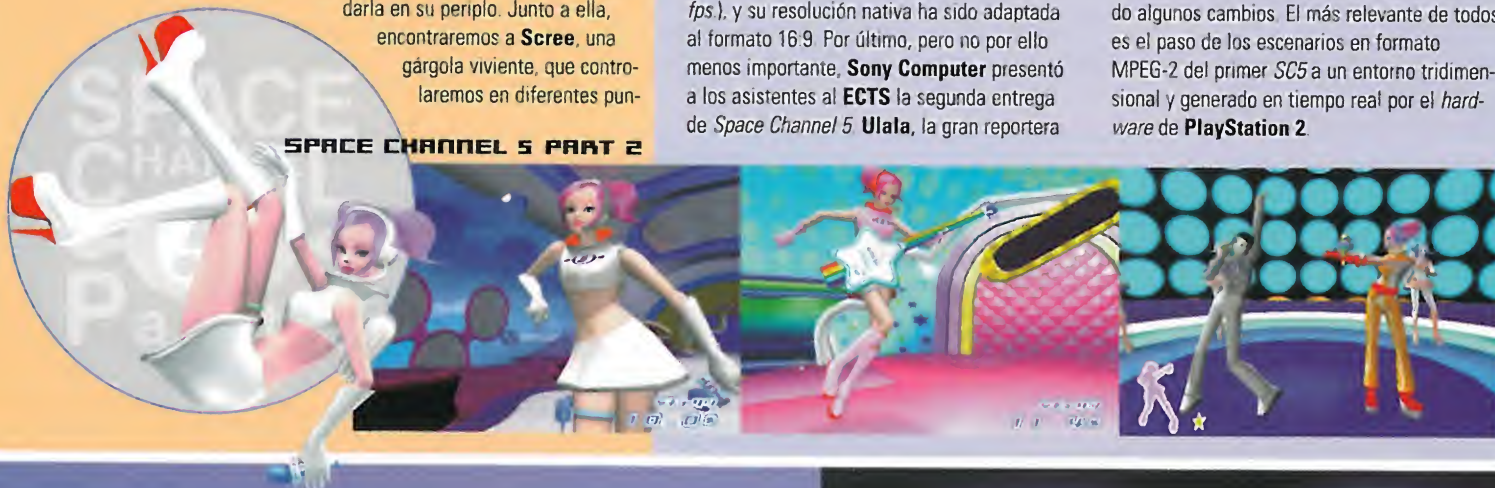 darla en su periplo. Junto a ella,
encontraremos a Scree, una
gárgola viviente, que contro-
laremos en diferentes pun-
fps.), y su resolución nativa ha sido adaptada
al formato 16:9. Por último, pero no por ello
menos importante, Sony Computer presentó
a los asistentes al ECTS la segunda entrega
de Space Channel 5. Ulala, la gran reportera
do algunos cambios. El más relevante de todos
es el paso de los escenarios en formato
MPEG-2 del primer SC5 a un entorno tridimen-
sional y generado en tiempo real por el hard-
ware de PlayStation 2.
SPACE CHANNEL 5 PART 2
SPACE